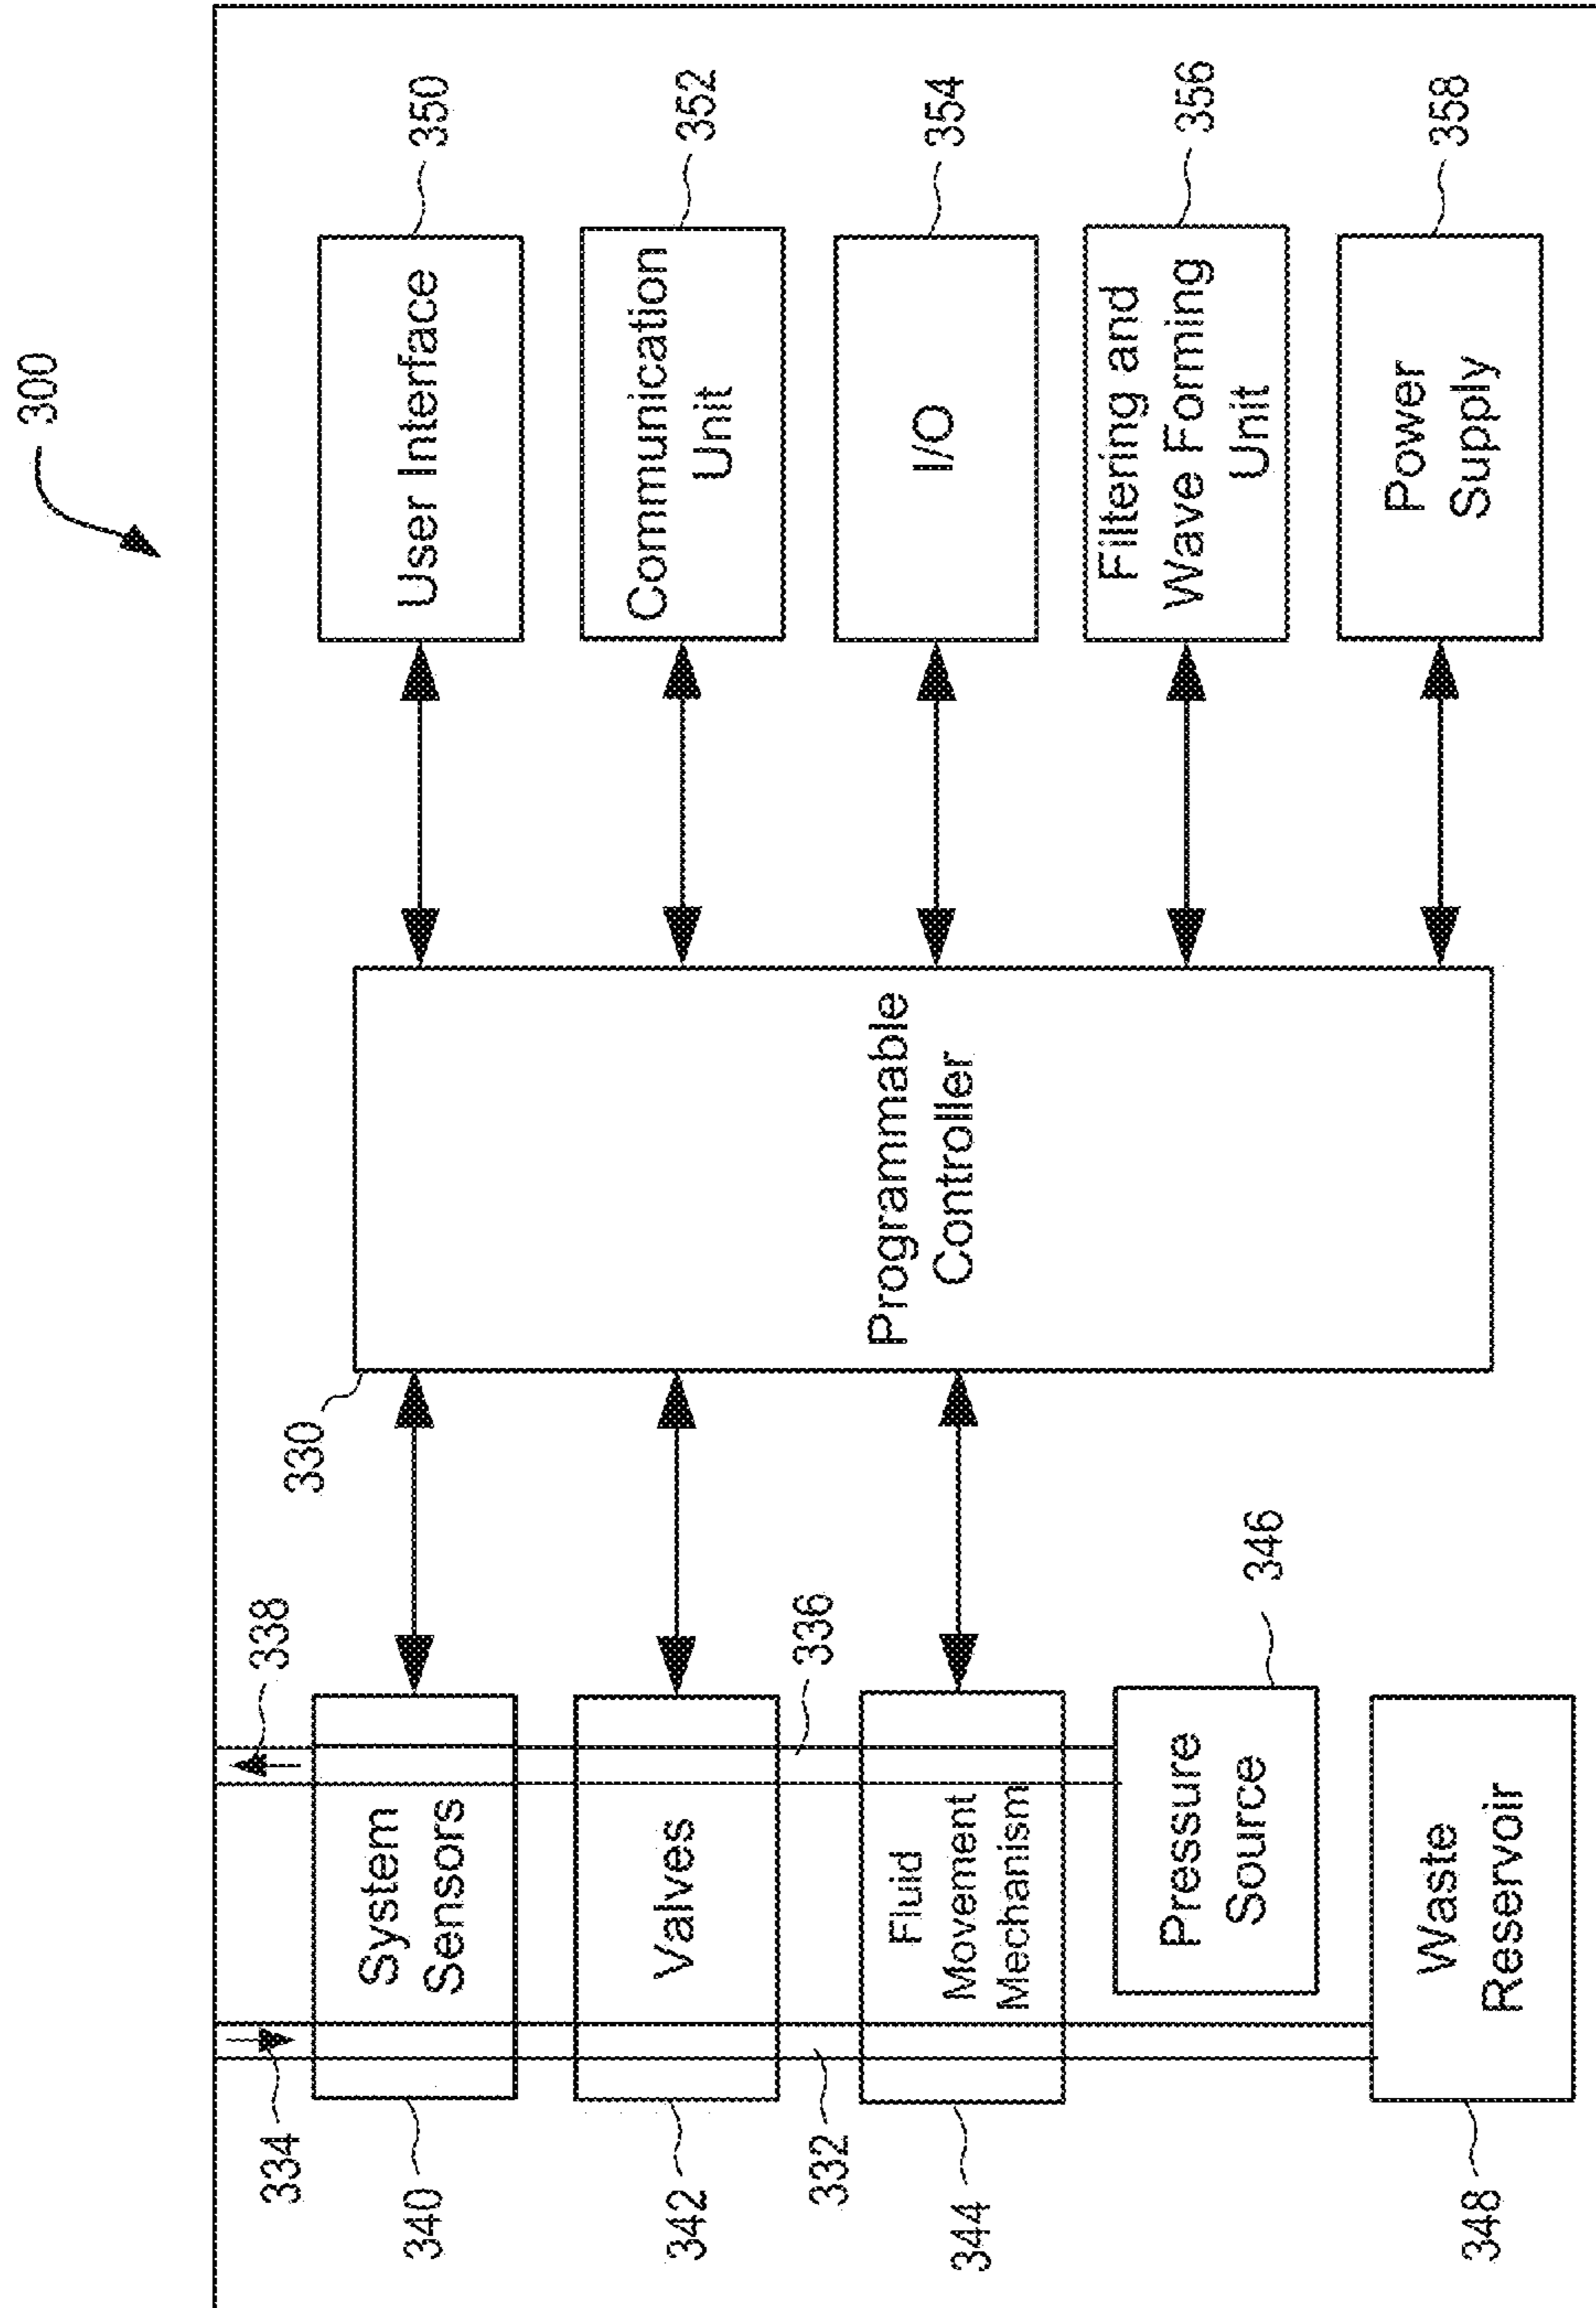 300
334
338
330
340
System
Sensors
User Interface
350
342
Valves
Communication
Unit
352
332
336
344
Fluid
Movement
Mechanism
Programmable
Controller
I/O
354
Pressure
Source
346
Filtering and
Wave Forming
Unit
356
348
Waste
Reservoir
Power
Supply
358